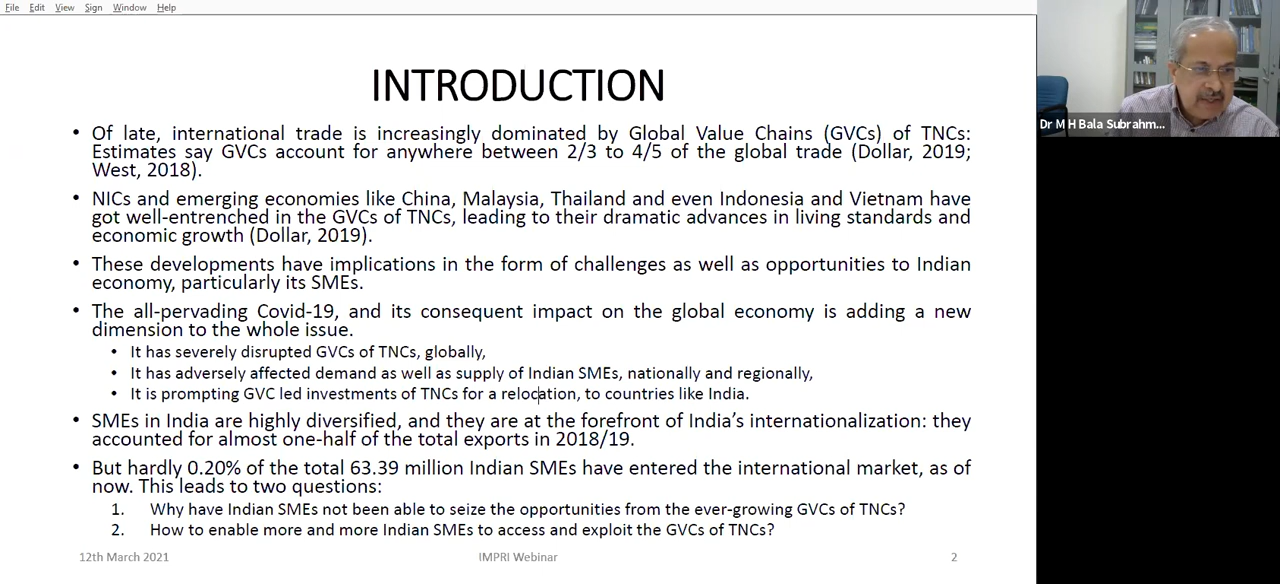 File Edit View Sign Window Help
INTRODUCTION
• Of late, international trade is increasingly dominated by Global Value Chains (GVCs) of TNCs:
Estimates say GVCs account for anywhere between 2/3 to 4/5 of the global trade (Dollar, 2019;
West, 2018).
• NICs and emerging economies like China, Malaysia, Thailand and even Indonesia and Vietnam have
got well-entrenched in the GVCs of TNCs, leading to their dramatic advances in living standards and
economic growth (Dollar, 2019).
• These developments have implications in the form of challenges as well as opportunities to Indian
economy, particularly its SMEs.
• The all-pervading Covid-19, and its consequent impact on the global economy is adding a new
dimension to the whole issue.
• It has severely disrupted GVCs of TNCs, globally,
• It has adversely affected demand as well as supply of Indian SMEs, nationally and regionally,
• It is prompting GVC led investments of TNCs for a relocation, to countries like India.
• SMEs in India are highly diversified, and they are at the forefront of India's internationalization: they
accounted for almost one-half of the total exports in 2018/19.
• But hardly 0.20% of the total 63.39 million Indian SMEs have entered the international market, as of
now. This leads to two questions:
1. Why have Indian SMEs not been able to seize the opportunities from the ever-growing GVCs of TNCs?
2. How to enable more and more Indian SMEs to access and exploit the GVCs of TNCs?
12th March 2021 IMPRI Webinar 2
Dr M H Bala Subrahm...